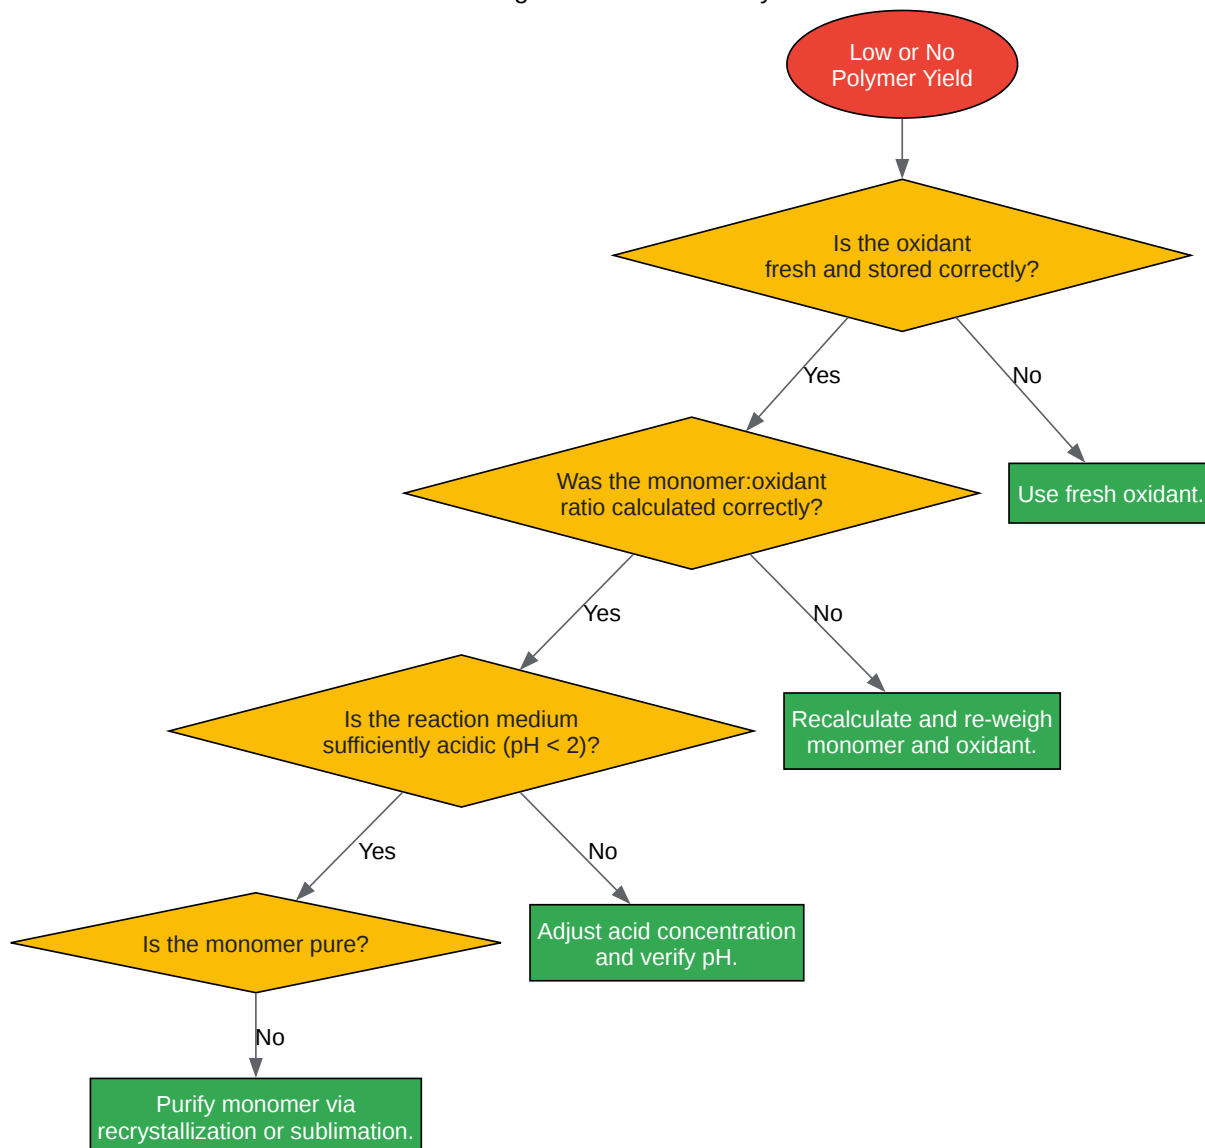 Low or No
Polymer Yield
Is the oxidant
fresh and stored correctly?
Yes
No
Was the monomer:oxidant
ratio calculated correctly?
Use fresh oxidant.
Yes
No
Is the reaction medium
sufficiently acidic (pH < 2)?
Recalculate and re-weigh
monomer and oxidant.
Yes
No
Is the monomer pure?
Adjust acid concentration
and verify pH.
No
Purify monomer via
recrystallization or sublimation.